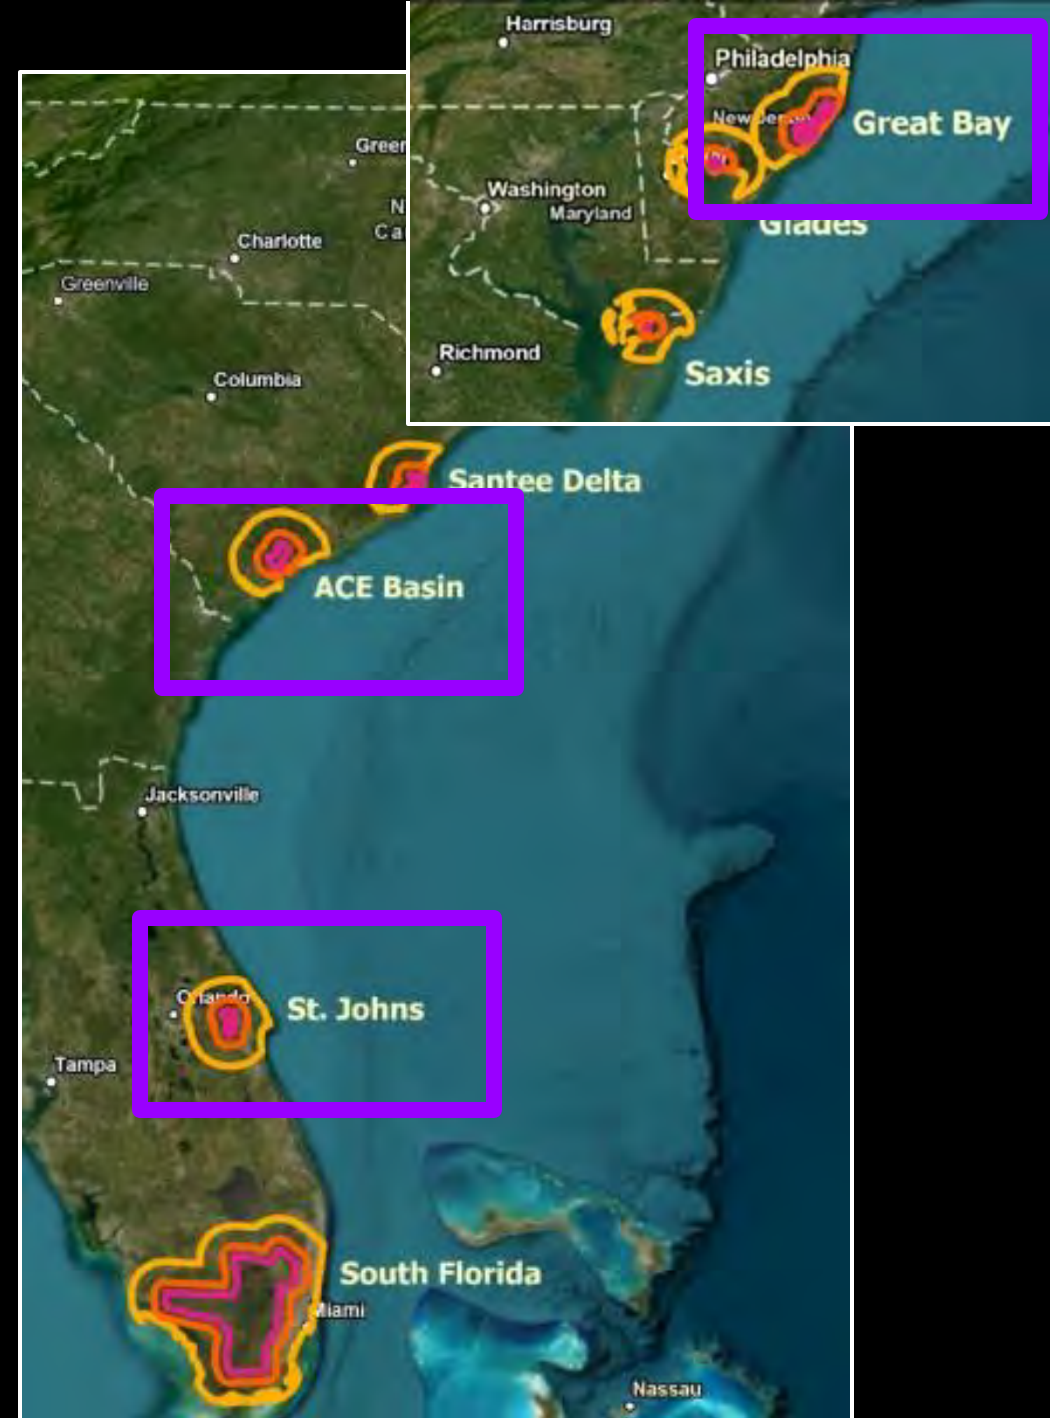 Harrisburg
Philadelphia
Great Bay
Washington
Maryland
Glades
Richmond
Saxis
Charlotte
Greenville
Columbia
Santee Delta
ACE Basin
Jacksonville
Orlando
St. Johns
Tampa
South Florida
Miami
Nassau